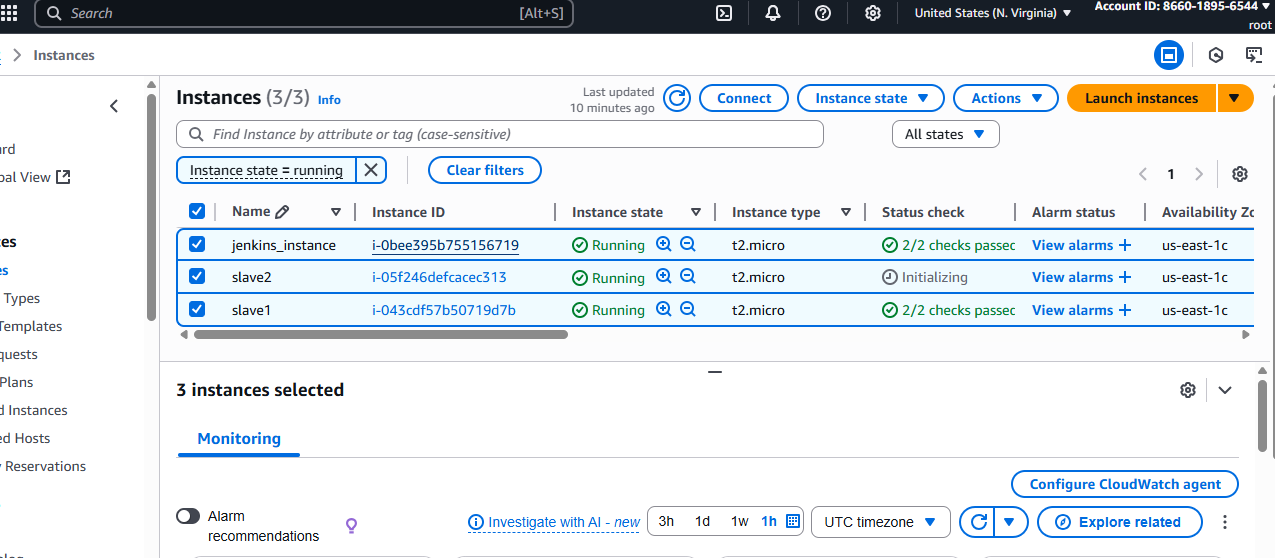 Search [Alt+S] United States (N. Virginia) Account ID: 8660-1895-6544
root
Instances
Instances (3/3) Info Last updated 10 minutes ago Connect Instance state Actions Launch instances
Find Instance by attribute or tag (case-sensitive) All states
Instance state = running Clear filters 1
Name Instance ID Instance state Instance type Status check Alarm status Availability Zo
jenkins_instance i-0bee395b755156719 Running t2.micro 2/2 checks passed View alarms + us-east-1c
slave2 i-05f246defcacec313 Running t2.micro Initializing View alarms + us-east-1c
slave1 i-043cdf57b50719d7b Running t2.micro 2/2 checks passed View alarms + us-east-1c
ard
bal View
ces
es
Types
Templates
quests
Plans
d Instances
ed Hosts
y Reservations
3 instances selected
Monitoring
Configure CloudWatch agent
Alarm recommendations Investigate with AI - new 3h 1d 1w 1h UTC timezone Explore related